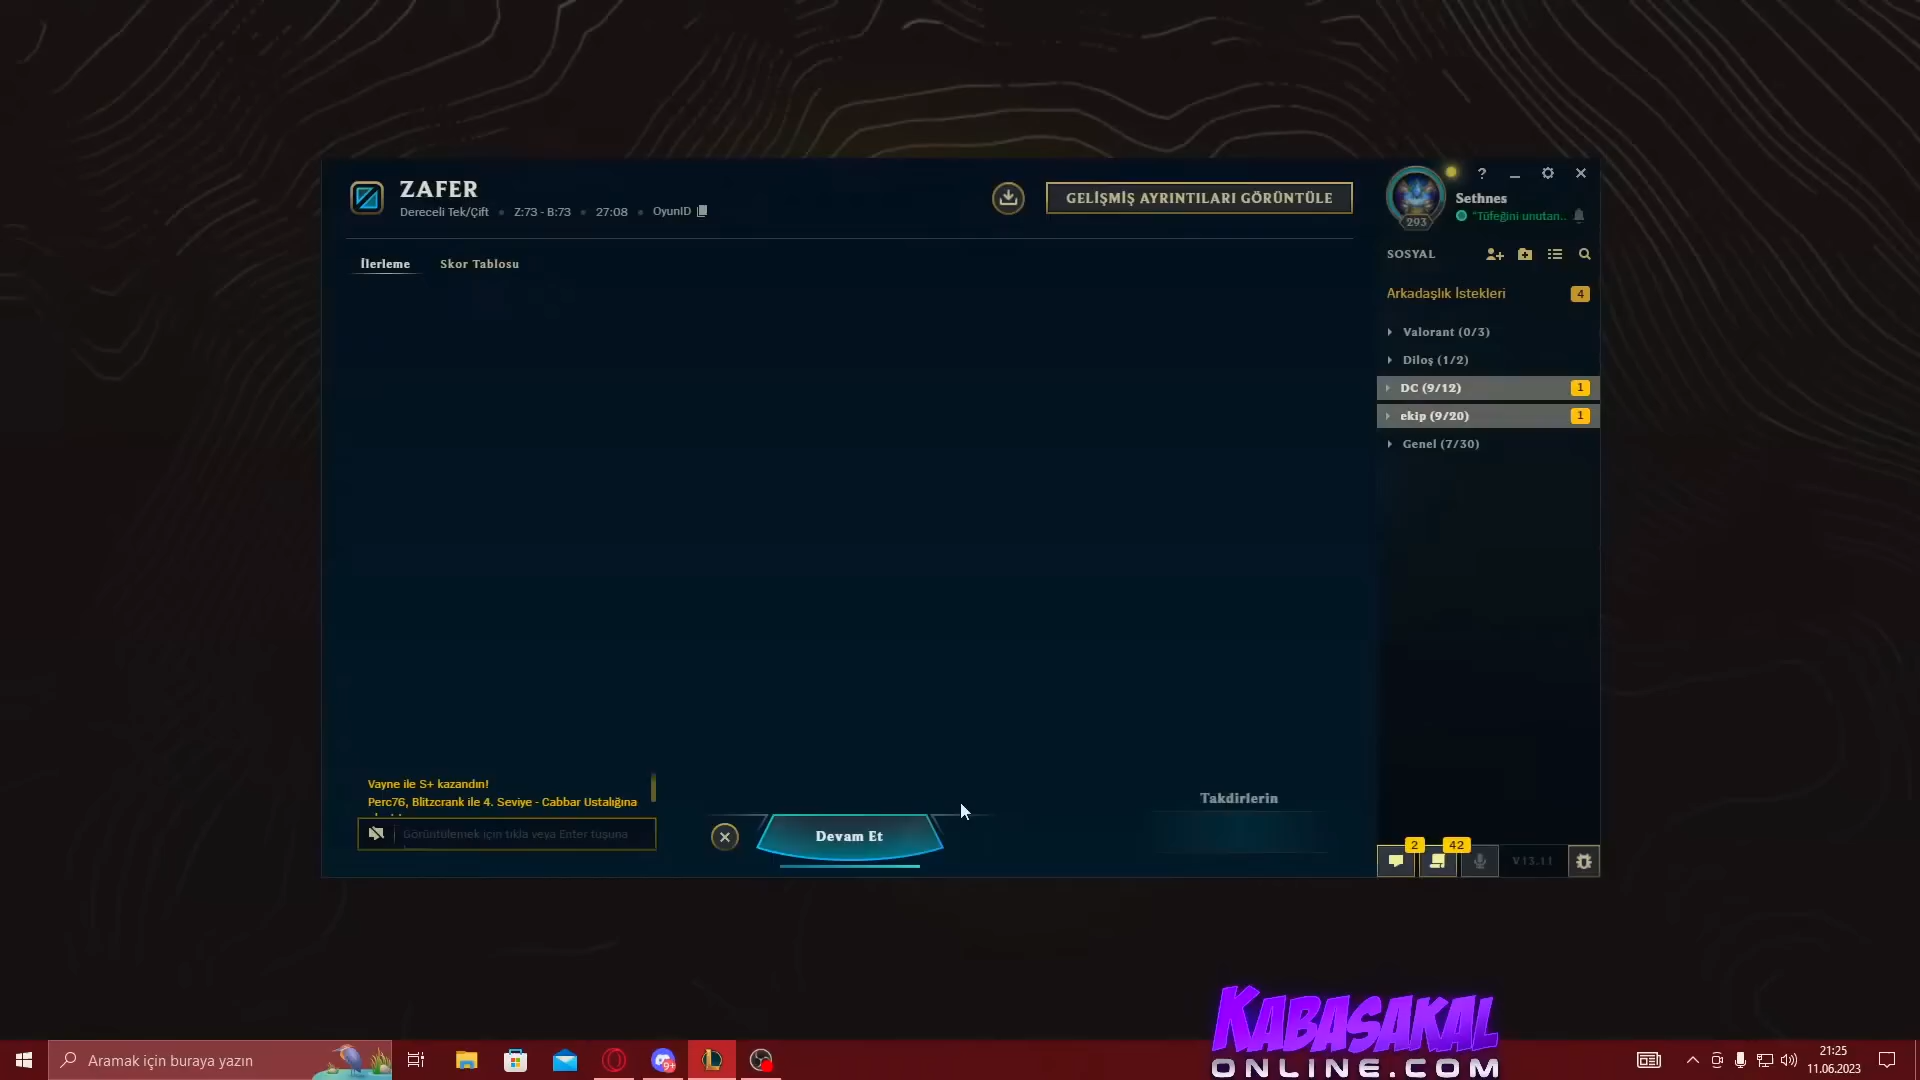 ZAFER
Dereceli Tek/Çift • Z:73 - B:73 • 27:08 • OyunID
GELİŞMİŞ AYRINTILARI GÖRÜNTÜLE
İlerleme
Skor Tablosu
?
293
Sethnes
"Tüfeğini unutan..
SOSYAL
Arkadaşlık İstekleri
4
Valorant (0/3)
Diloş (1/2)
DC (9/12)
1
ekip (9/20)
1
Genel (7/30)
Vayne ile S+ kazandın!
Perc76, Blitzcrank ile 4. Seviye - Cabbar Ustalığına
Görüntülemek için tıkla veya Enter tuşuna
Devam Et
Takdirlerin
2
42
V13.11
KABASAKAL
ONLINE.COM
Aramak için buraya yazın
9+
21:25
11.06.2023